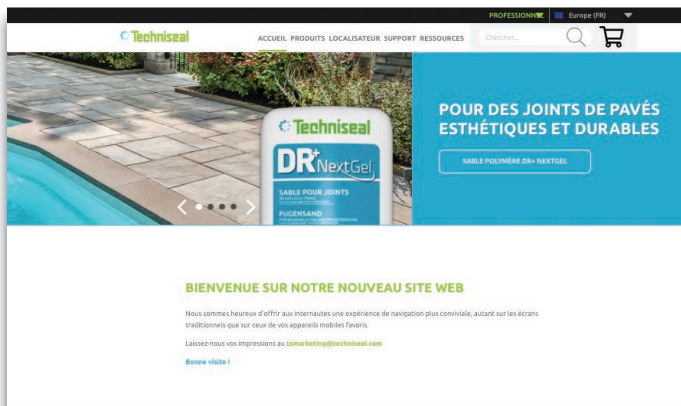 PROFESSIONNEL
Europe (FR)
Techniseal
ACCUEIL PRODUITS LOCALISATEUR SUPPORT RESSOURCES
Chercher...
Techniseal
DR+ NextGel
SABLE POUR JOINTS
FUGENSAND
POUR DES JOINTS DE PAVÉS
ESTHÉTIQUES ET DURABLES
SABLE POLYMÈRE DR+ NEXTGEL
BIENVENUE SUR NOTRE NOUVEAU SITE WEB
Nous sommes heureux d'offrir aux internautes une expérience de navigation plus conviviale, autant sur les écrans
traditionnels que sur ceux de vos appareils mobiles favoris.
Laissez-nous vos impressions au tsmarketing@techniseal.com
Bonne visite !